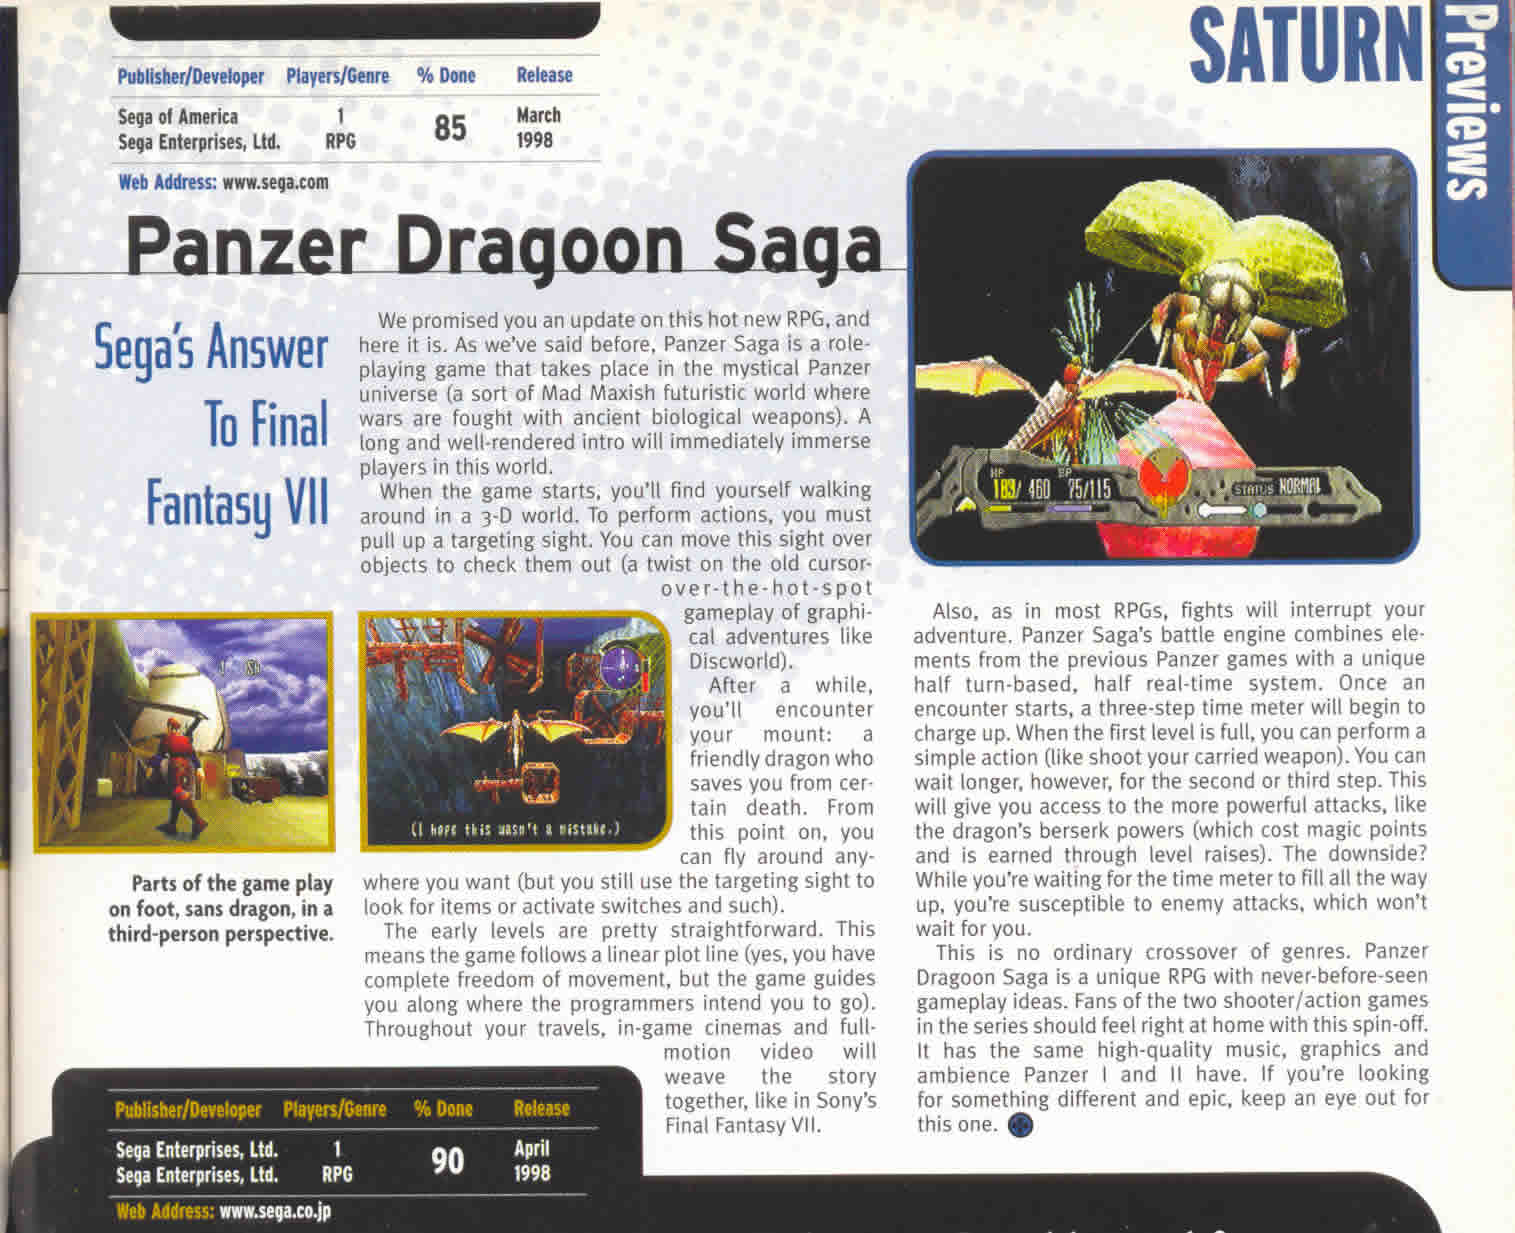 SATURN
Previews
Publisher/Developer Players/Genre % Done Release
Sega of America 1 85 March
Sega Enterprises, Ltd. RPG 1998
Web Address: www.sega.com
Panzer Dragoon Saga
Sega's Answer
To Final
Fantasy VII
We promised you an update on this hot new RPG, and
here it is. As we've said before, Panzer Saga is a role-
playing game that takes place in the mystical Panzer
universe (a sort of Mad Maxish futuristic world where
wars are fought with ancient biological weapons). A
long and well-rendered intro will immediately immerse
players in this world.
When the game starts, you'll find yourself walking
around in a 3-D world. To perform actions, you must
pull up a targeting sight. You can move this sight over
objects to check them out (a twist on the old cursor-
over-the-hot-spot
gameplay of graphi-
cal adventures like
Discworld).
After a while,
you'll encounter
your mount: a
friendly dragon who
saves you from cer-
tain death. From
this point on, you
can fly around any-
where you want (but you still use the targeting sight to
look for items or activate switches and such).
The early levels are pretty straightforward. This
means the game follows a linear plot line (yes, you have
complete freedom of movement, but the game guides
you along where the programmers intend you to go).
Throughout your travels, in-game cinemas and full-
motion video will
weave the story
together, like in Sony's
Final Fantasy VII.
(I hope this wasn't a mistake.)
Parts of the game play
on foot, sans dragon, in a
third-person perspective.
HP BP
183/ 460 75/115
STATUS NORMAL
Also, as in most RPGs, fights will interrupt your
adventure. Panzer Saga's battle engine combines ele-
ments from the previous Panzer games with a unique
half turn-based, half real-time system. Once an
encounter starts, a three-step time meter will begin to
charge up. When the first level is full, you can perform a
simple action (like shoot your carried weapon). You can
wait longer, however, for the second or third step. This
will give you access to the more powerful attacks, like
the dragon's berserk powers (which cost magic points
and is earned through level raises). The downside?
While you're waiting for the time meter to fill all the way
up, you're susceptible to enemy attacks, which won't
wait for you.
This is no ordinary crossover of genres. Panzer
Dragoon Saga is a unique RPG with never-before-seen
gameplay ideas. Fans of the two shooter/action games
in the series should feel right at home with this spin-off.
It has the same high-quality music, graphics and
ambience Panzer I and II have. If you're looking
for something different and epic, keep an eye out for
this one.
Publisher/Developer Players/Genre % Done Release
Sega Enterprises, Ltd. 1 90 April
Sega Enterprises, Ltd. RPG 1998
Web Address: www.sega.co.jp